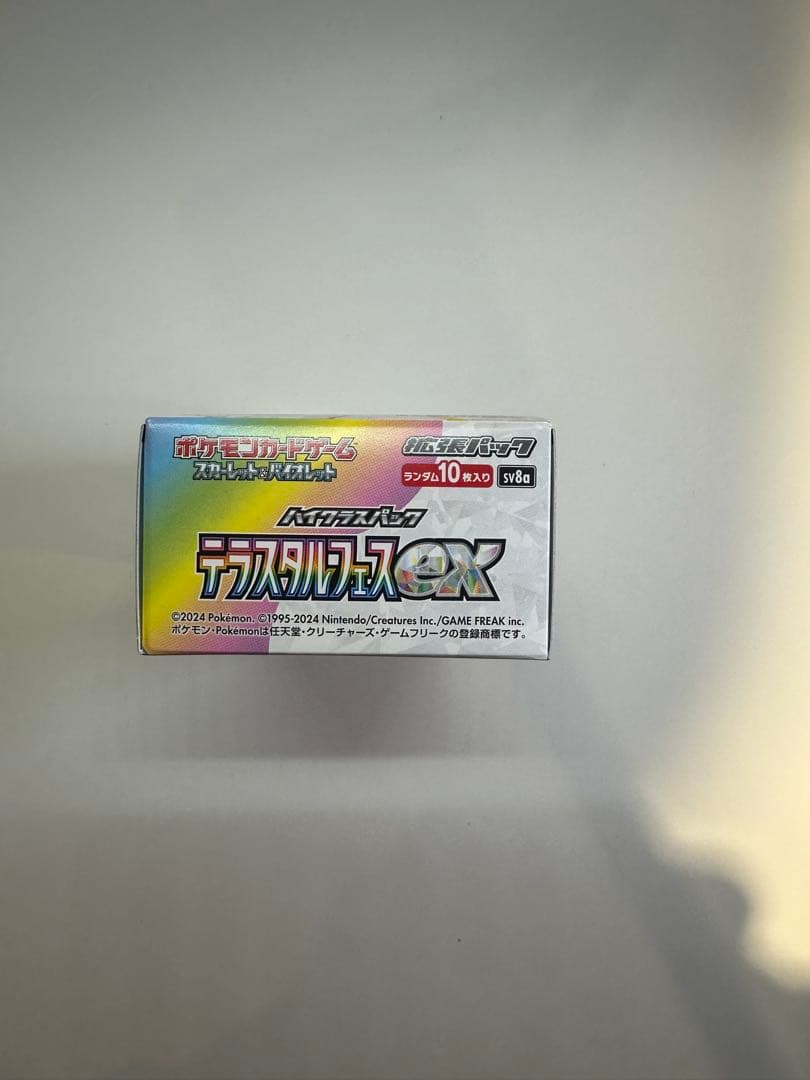 ポケモンカードゲーム
スカーレット&バイオレット
拡張パック
ランダム10枚入り SV8a
ハイクラスパック
テラスタルフェスex
©2024 Pokémon. ©1995-2024 Nintendo/Creatures Inc./GAME FREAK inc.
ポケモン・Pokémonは任天堂・クリーチャーズ・ゲームフリークの登録商標です。